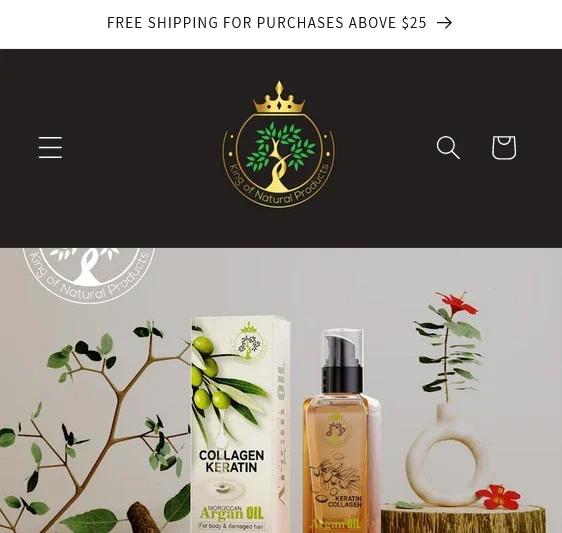 FREE SHIPPING FOR PURCHASES ABOVE $25
King of Natural Products
King of Natural Products
COLLAGEN
KERATIN
MOROCCAN
Argan OIL
For body & damaged hair
KERATIN
COLLAGEN
MOROCCAN
Argan OIL